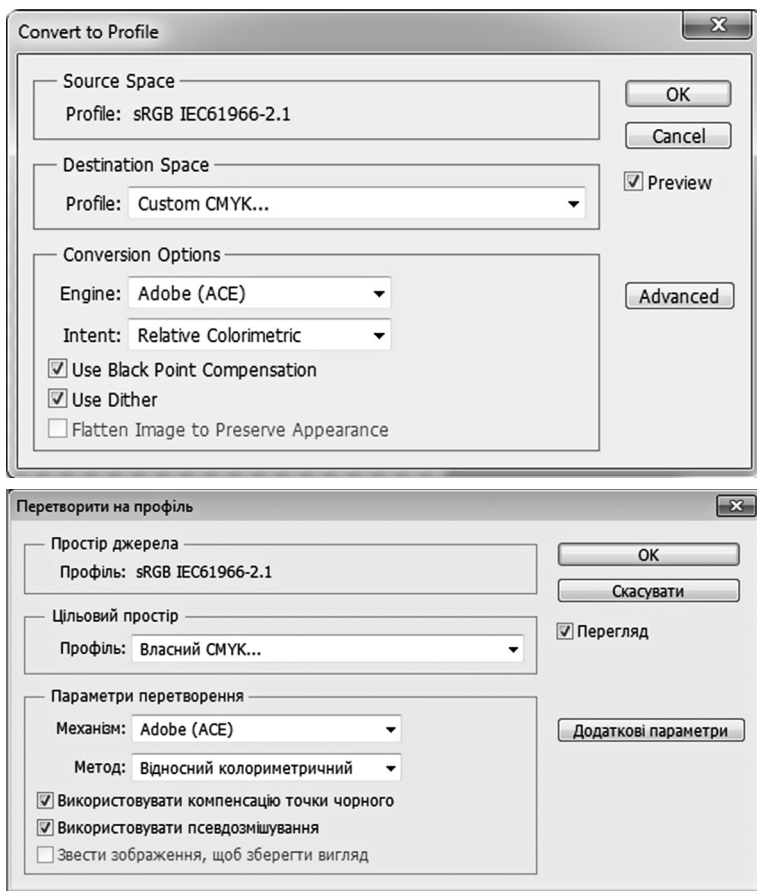 Convert to Profile
Source Space
Profile: sRGB IEC61966-2.1
OK
Cancel
Destination Space
Preview
Profile: Custom CMYK...
Conversion Options
Engine: Adobe (ACE)
Advanced
Intent: Relative Colorimetric
Use Black Point Compensation
Use Dither
Flatten Image to Preserve Appearance
Перетворити на профіль
Простір джерела
Профіль: sRGB IEC61966-2.1
OK
Скасувати
Цільовий простір
Перегляд
Профіль: Власний CMYK...
Параметри перетворення
Механізм: Adobe (ACE)
Додаткові параметри
Метод: Відносний колориметричний
Використовувати компенсацію точки чорного
Використовувати псевдозмішування
Звести зображення, щоб зберегти вигляд